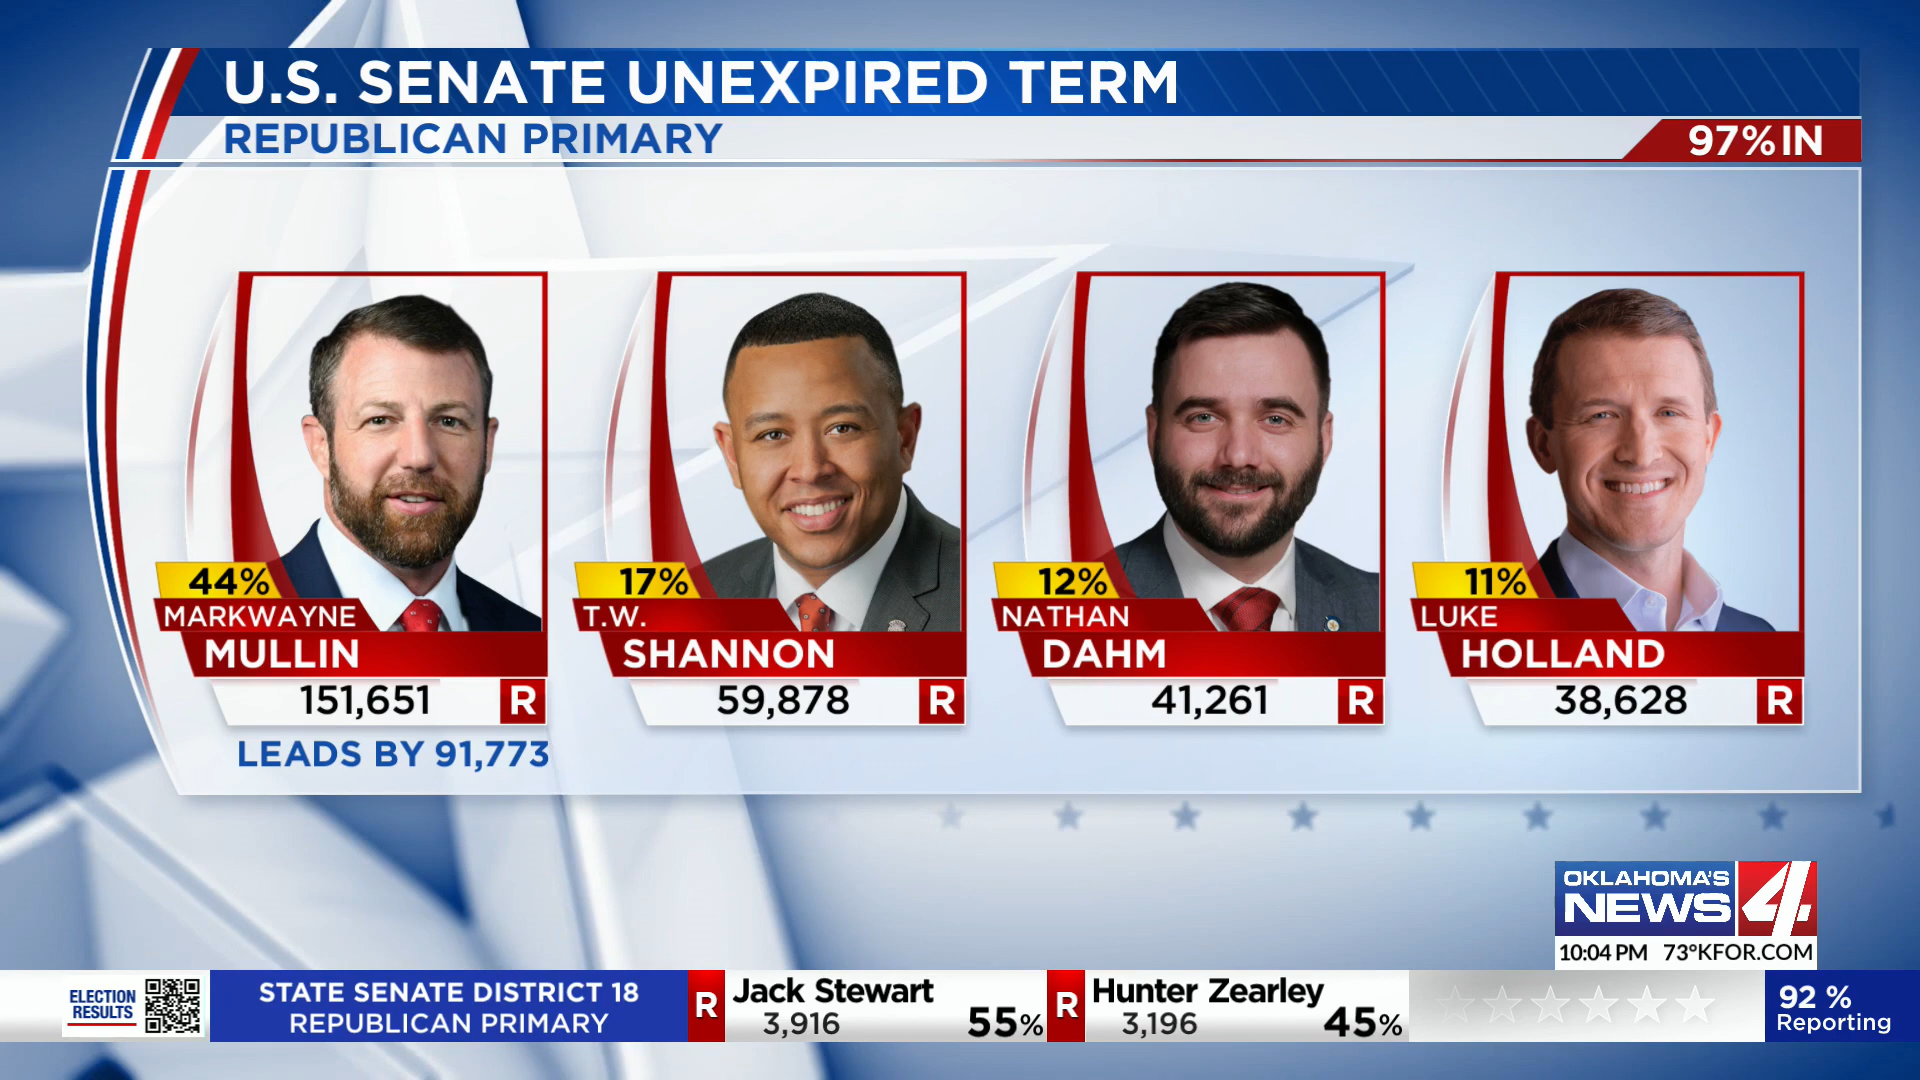 U.S. SENATE UNEXPIRED TERM
REPUBLICAN PRIMARY
97% IN
44%
MARKWAYNE
MULLIN
151,651 R
LEADS BY 91,773
17%
T.W.
SHANNON
59,878 R
12%
NATHAN
DAHM
41,261 R
11%
LUKE
HOLLAND
38,628 R
OKLAHOMA'S
NEWS 4
10:04 PM 73° KFOR.COM
ELECTION
RESULTS
STATE SENATE DISTRICT 18
REPUBLICAN PRIMARY
R Jack Stewart
3,916 55%
R Hunter Zearley
3,196 45%
92 %
Reporting